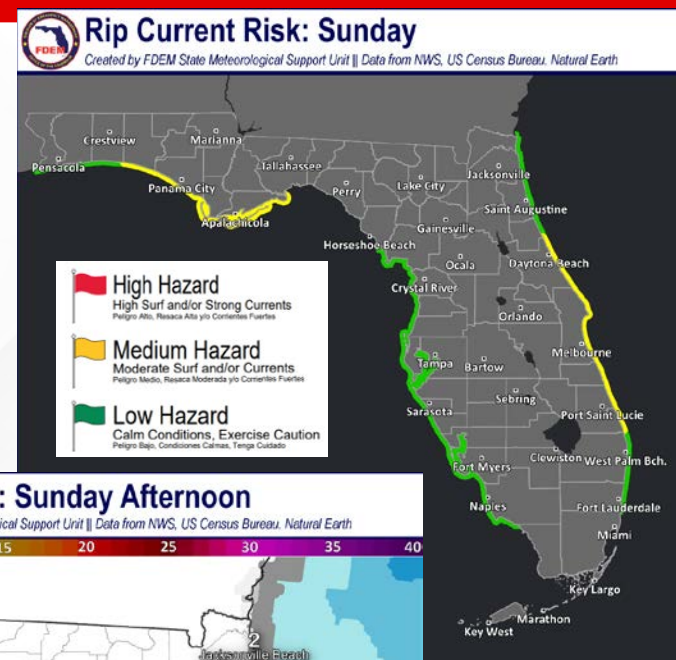 FDEM
Rip Current Risk: Sunday
Created by FDEM State Meteorological Support Unit || Data from NWS, US Census Bureau. Natural Earth
Crestview
Marianna
Pensacola
Tallahassee
Jacksonville
Panama City
Perry
Lake City
Apalachicola
Saint Augustine
Gainesville
Horseshoe Beach
Ocala
Daytona Beach
Crystal River
Orlando
Melbourne
Tampa
Bartow
Sebring
Sarasota
Port Saint Lucie
Clewiston
West Palm Bch.
Fort Myers
Naples
Fort Lauderdale
Miami
Key Largo
Marathon
Key West
High Hazard
High Surf and/or Strong Currents
Peligro Alto, Resaca Alta y/o Corrientes Fuertes
Medium Hazard
Moderate Surf and/or Currents
Peligro Medio, Resaca Moderada y/o Corrientes Fuertes
Low Hazard
Calm Conditions, Exercise Caution
Peligro Bajo, Condiciones Calmas, Tenga Cuidado
: Sunday Afternoon
ical Support Unit || Data from NWS, US Census Bureau. Natural Earth
15 20 25 30 35 40
2
Jacksonville Beach